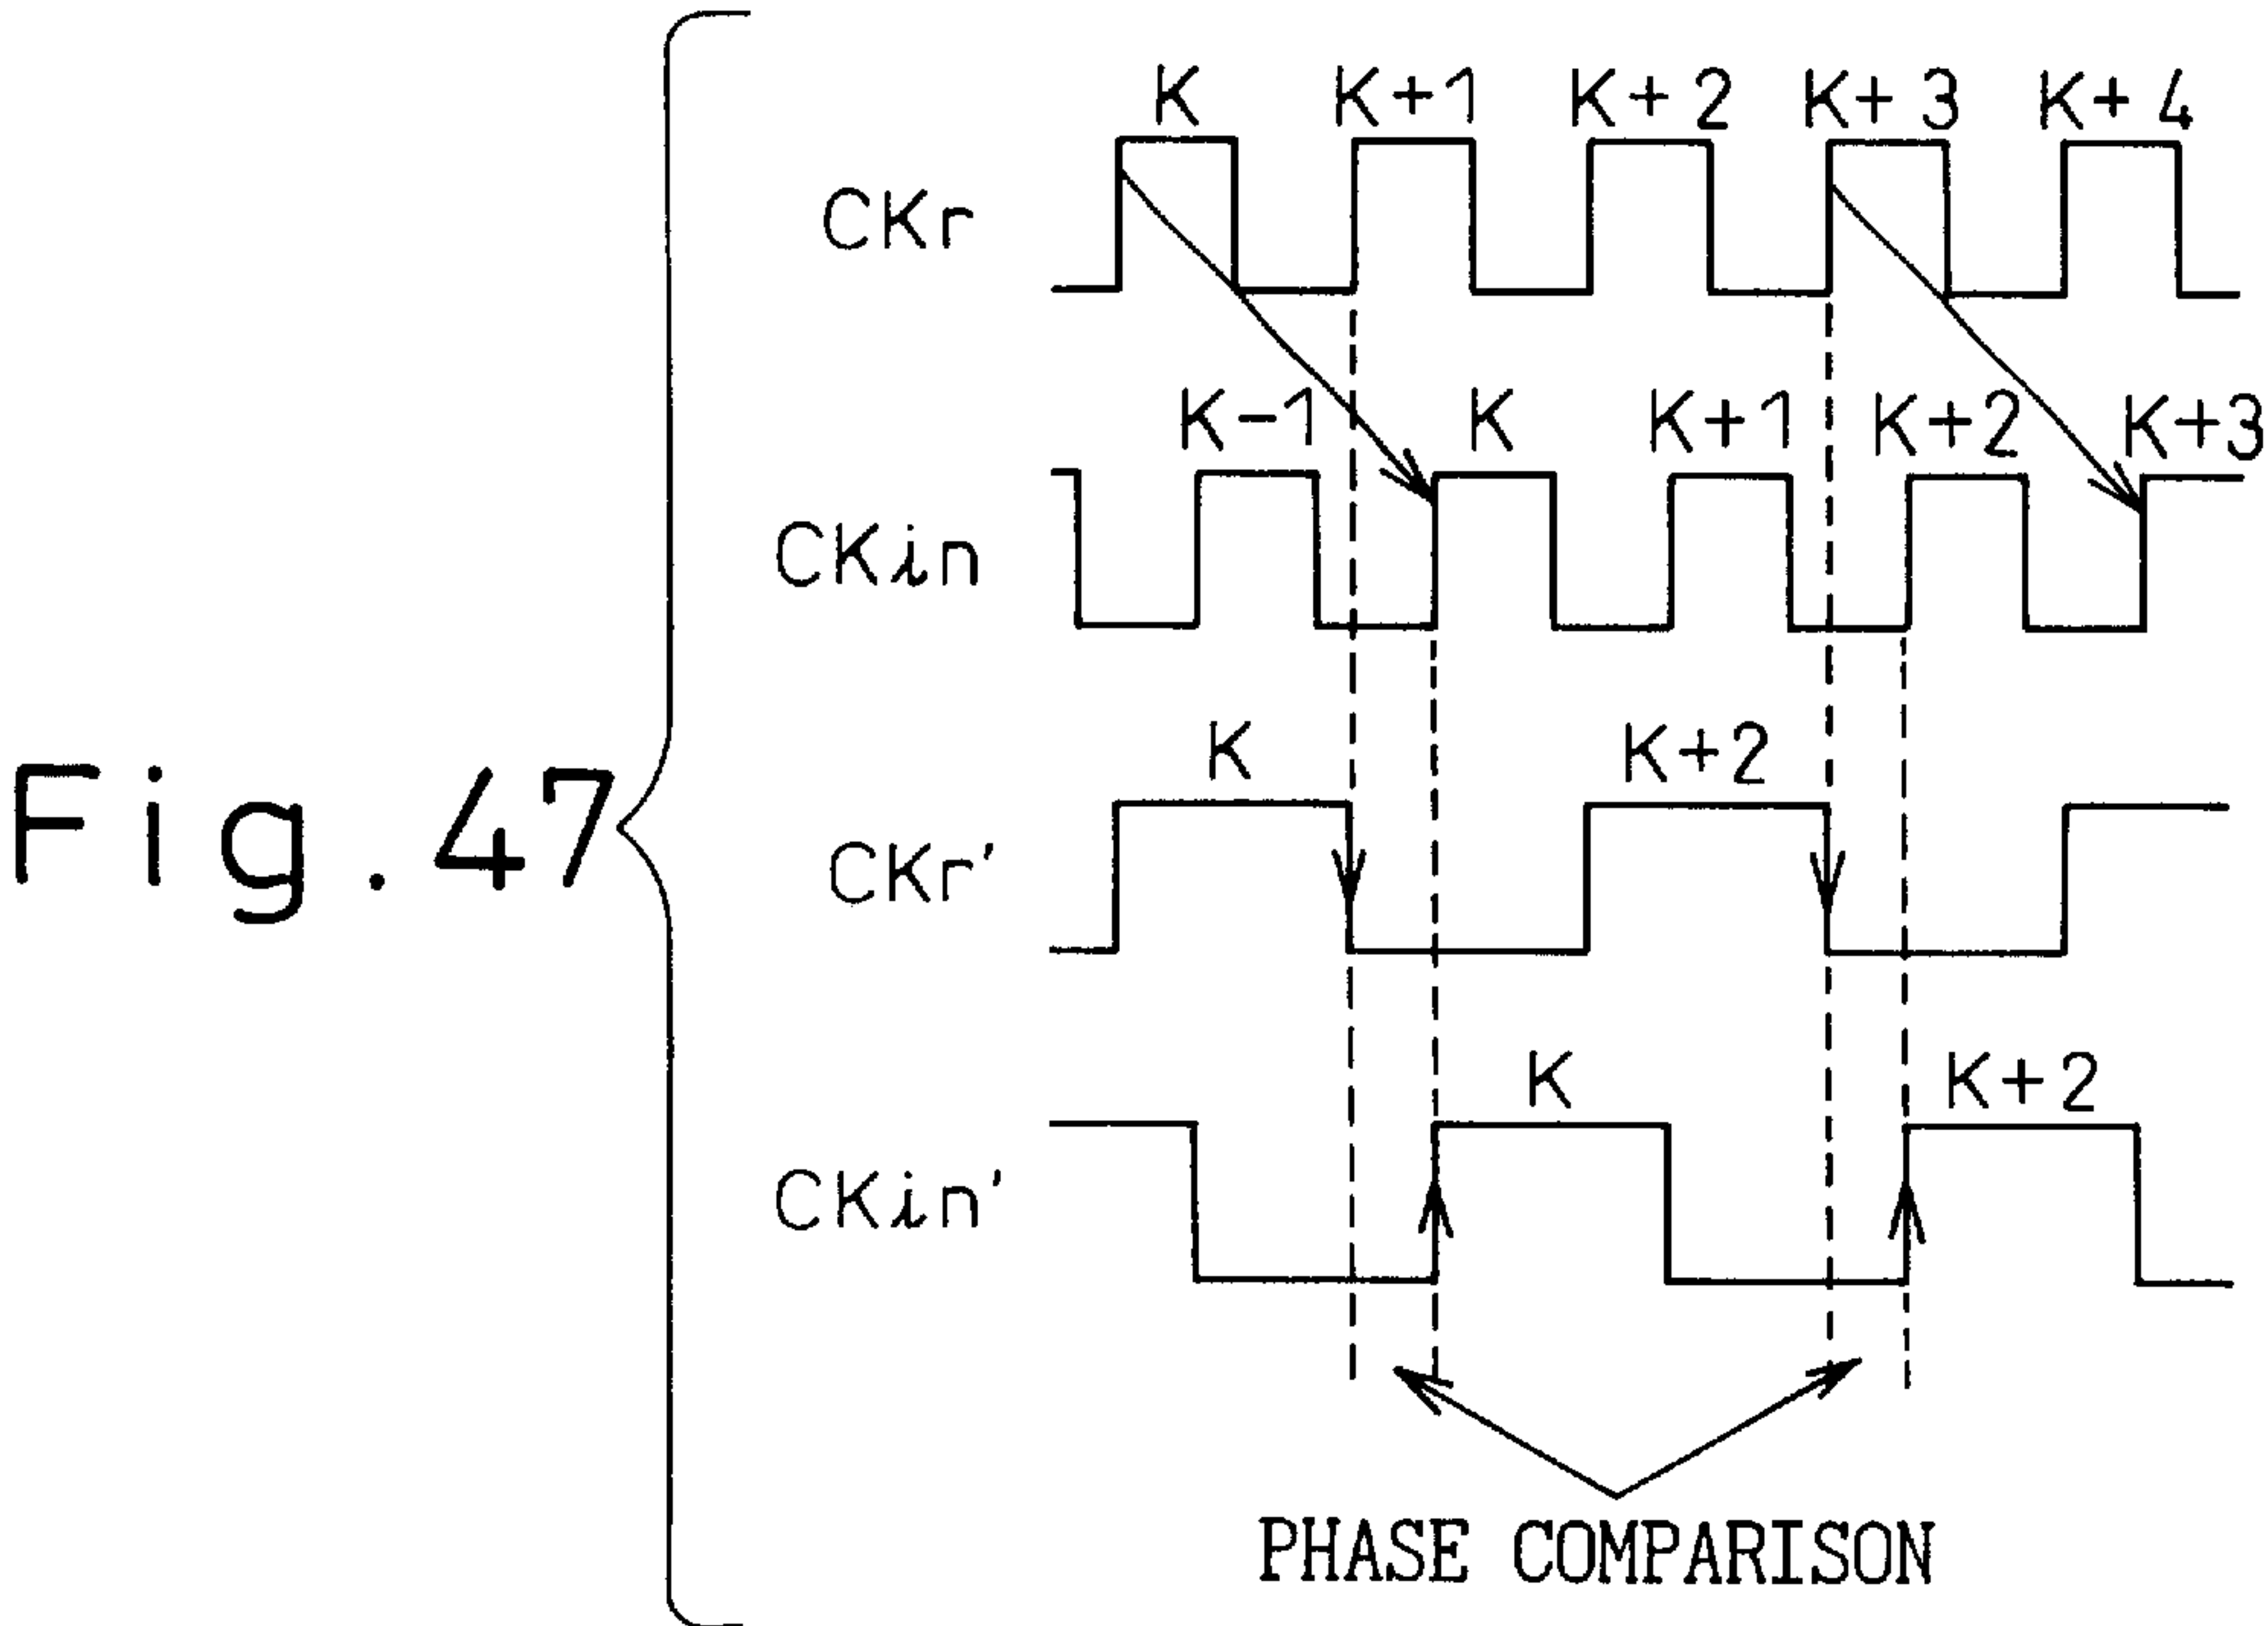 Fig.47
K K+1 K+2 K+3 K+4
CKr
K-1 K K+1 K+2 K+3
CKin
K K+2
CKr'
K K+2
CKin'
PHASE COMPARISON